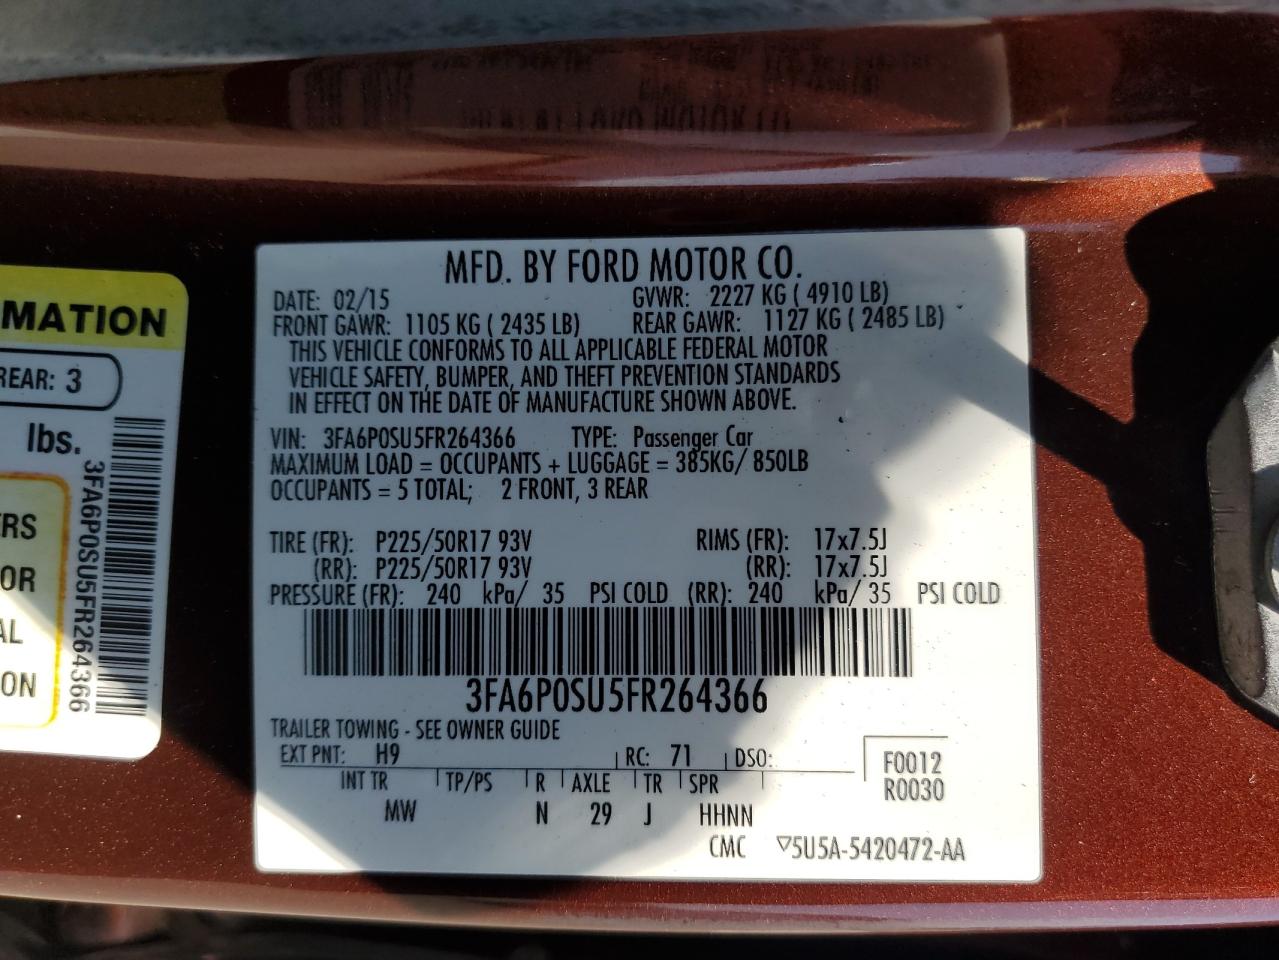 MATION
REAR: 3
lbs.
3FA6P0SU5FR264366
ERS
OR
AL
ON
MFD. BY FORD MOTOR CO.
DATE: 02/15 GVWR: 2227 KG ( 4910 LB)
FRONT GAWR: 1105 KG ( 2435 LB) REAR GAWR: 1127 KG ( 2485 LB)
THIS VEHICLE CONFORMS TO ALL APPLICABLE FEDERAL MOTOR
VEHICLE SAFETY, BUMPER, AND THEFT PREVENTION STANDARDS
IN EFFECT ON THE DATE OF MANUFACTURE SHOWN ABOVE.
VIN: 3FA6P0SU5FR264366 TYPE: Passenger Car
MAXIMUM LOAD = OCCUPANTS + LUGGAGE = 385KG/ 850LB
OCCUPANTS = 5 TOTAL; 2 FRONT, 3 REAR
TIRE (FR): P225/50R17 93V RIMS (FR): 17x7.5J
(RR): P225/50R17 93V (RR): 17x7.5J
PRESSURE (FR): 240 kPa/ 35 PSI COLD (RR): 240 kPa/ 35 PSI COLD
3FA6P0SU5FR264366
TRAILER TOWING - SEE OWNER GUIDE
EXT PNT: H9 RC: 71 DSO: F0012
INT TR TP/PS R AXLE TR SPR R0030
MW N 29 J HHNN
CMC ▽5U5A-5420472-AA